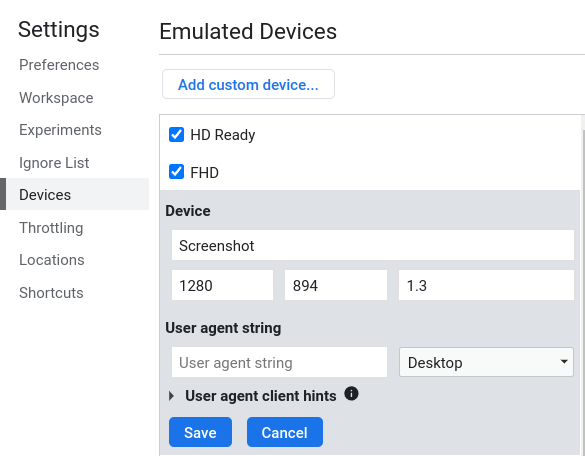 Settings
Preferences
Workspace
Experiments
Ignore List
Devices
Throttling
Locations
Shortcuts
Emulated Devices
Add custom device...
HD Ready
FHD
Device
Screenshot
1280 894 1.3
User agent string
User agent string Desktop
User agent client hints
Save Cancel